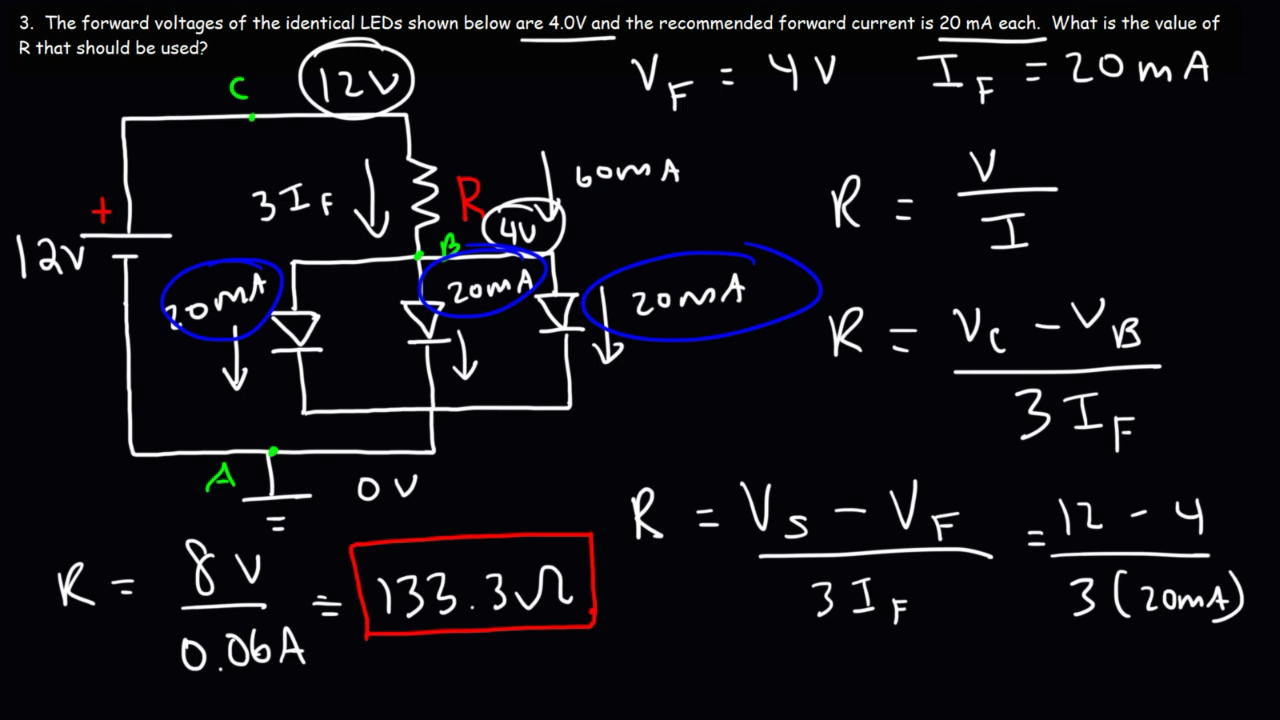 3. The forward voltages of the identical LEDs shown below are 4.0V and the recommended forward current is 20 mA each. What is the value of
R that should be used?
V_F = 4V I_F = 20mA
C
12V
3I_F
R
60mA
R = V/I
+
12V
B
4V
20mA
20mA
20mA
R = V_C - V_B / 3I_F
A
0V
R = V_S - V_F / 3I_F = 12 - 4 / 3(20mA)
R = 8V / 0.06A = 133.3Ω